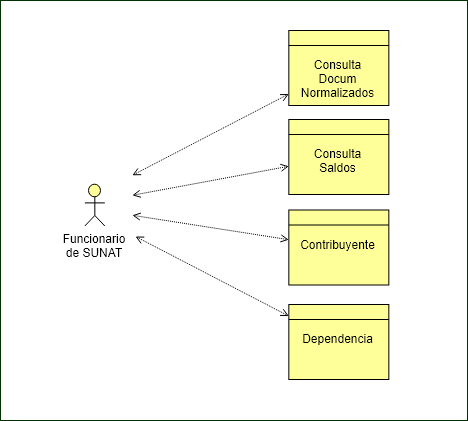 Consulta
Docum
Normalizados
Consulta
Saldos
Funcionario
de SUNAT
Contribuyente
Dependencia